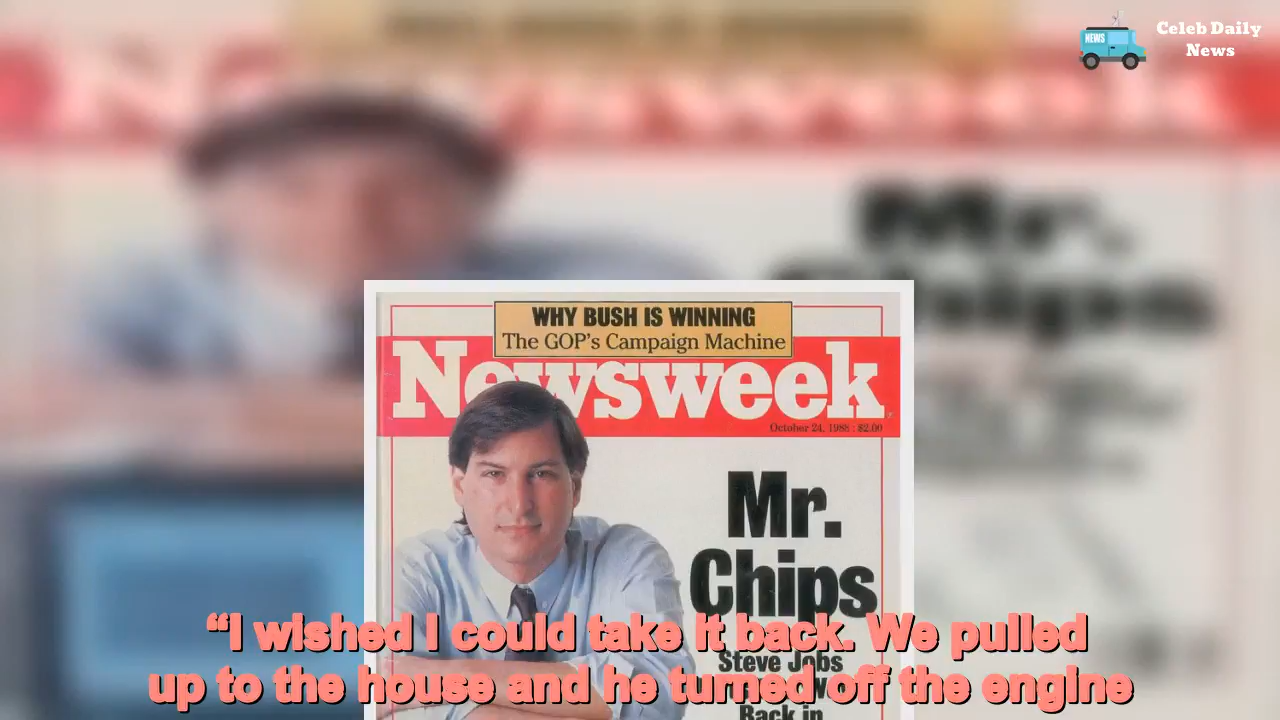 NEWS
Celeb Daily
News
WHY BUSH IS WINNING
The GOP's Campaign Machine
Newsweek
October 24, 1988 : $2.00
Mr.
Chips
Steve Jobs
Back in
“I wished I could take it back. We pulled
up to the house and he turned off the engine